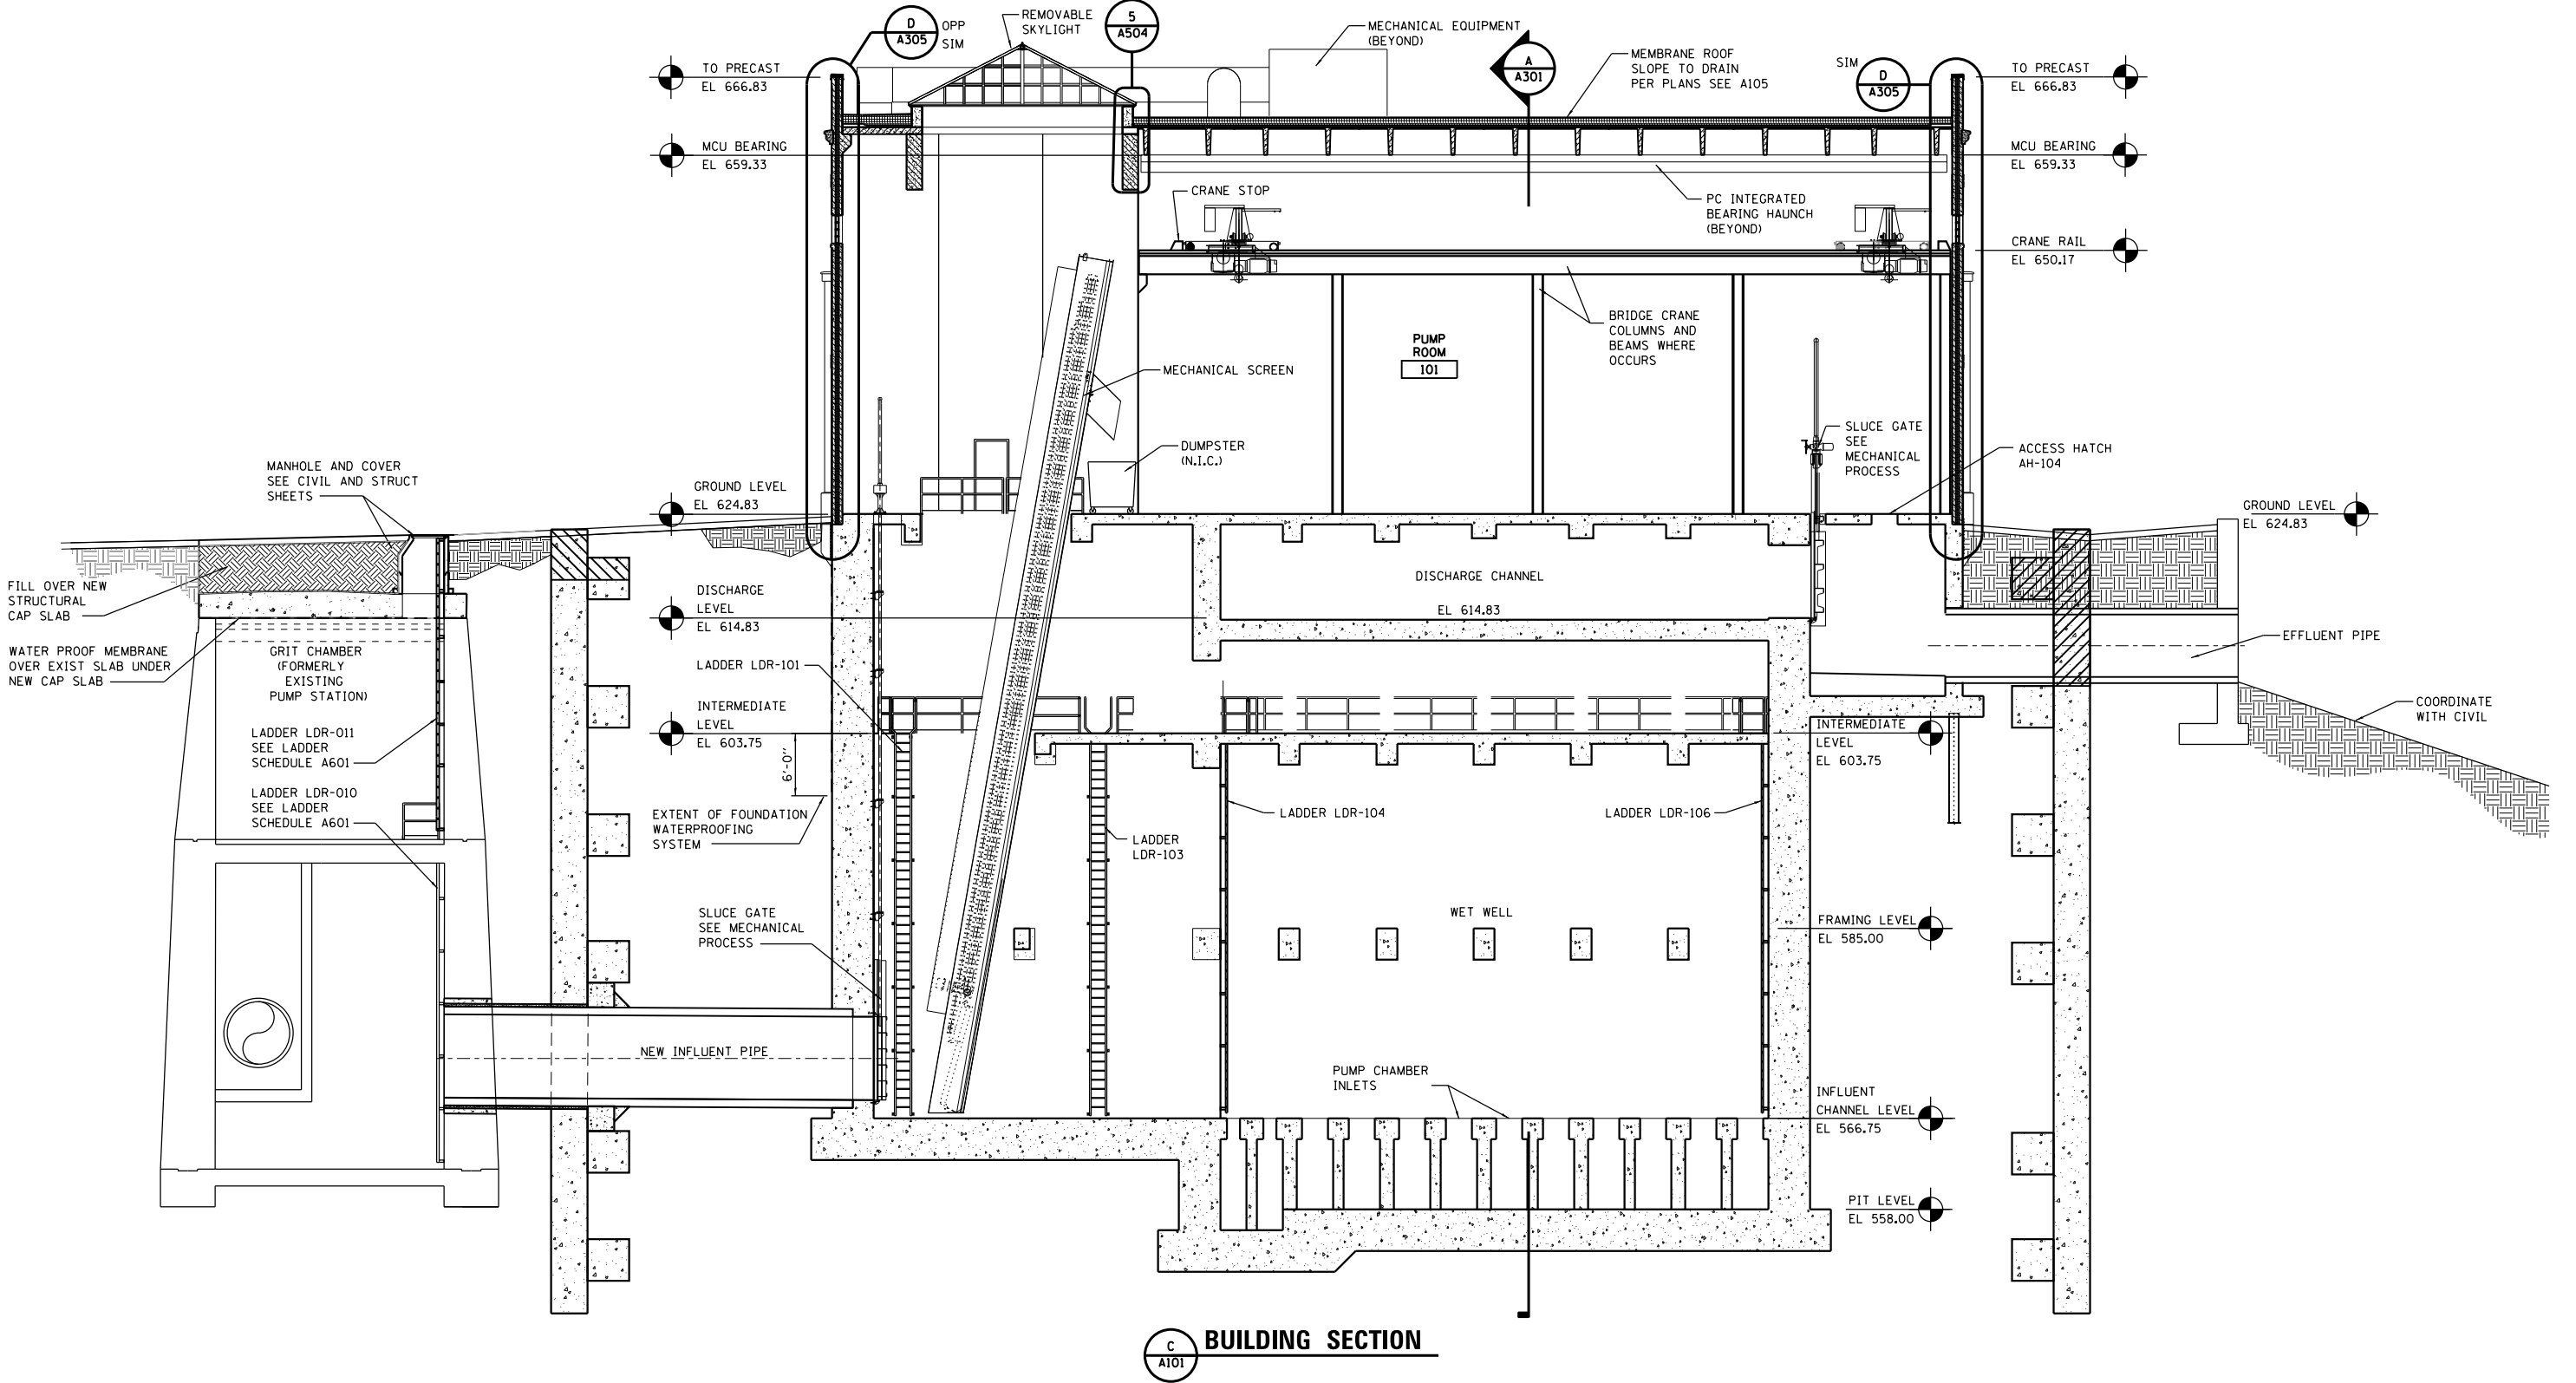 D
A305
OPP
SIM
REMOVABLE
SKYLIGHT
5
A504
MECHANICAL EQUIPMENT
(BEYOND)
A
A301
MEMBRANE ROOF
SLOPE TO DRAIN
PER PLANS SEE A105
SIM
D
A305
TO PRECAST
EL 666.83
TO PRECAST
EL 666.83
MCU BEARING
EL 659.33
MCU BEARING
EL 659.33
CRANE STOP
PC INTEGRATED
BEARING HAUNCH
(BEYOND)
CRANE RAIL
EL 650.17
BRIDGE CRANE
COLUMNS AND
BEAMS WHERE
OCCURS
PUMP
ROOM
101
MECHANICAL SCREEN
DUMPSTER
(N.I.C.)
SLUCE GATE
SEE
MECHANICAL
PROCESS
ACCESS HATCH
AH-104
MANHOLE AND COVER
SEE CIVIL AND STRUCT
SHEETS
GROUND LEVEL
EL 624.83
GROUND LEVEL
EL 624.83
FILL OVER NEW
STRUCTURAL
CAP SLAB
DISCHARGE
LEVEL
EL 614.83
DISCHARGE CHANNEL
EL 614.83
WATER PROOF MEMBRANE
OVER EXIST SLAB UNDER
NEW CAP SLAB
GRIT CHAMBER
(FORMERLY
EXISTING
PUMP STATION)
LADDER LDR-101
EFFLUENT PIPE
INTERMEDIATE
LEVEL
EL 603.75
INTERMEDIATE
LEVEL
EL 603.75
COORDINATE
WITH CIVIL
LADDER LDR-011
SEE LADDER
SCHEDULE A601
6'-0"
LADDER LDR-010
SEE LADDER
SCHEDULE A601
EXTENT OF FOUNDATION
WATERPROOFING
SYSTEM
LADDER
LDR-103
LADDER LDR-104
LADDER LDR-106
SLUCE GATE
SEE MECHANICAL
PROCESS
WET WELL
FRAMING LEVEL
EL 585.00
NEW INFLUENT PIPE
PUMP CHAMBER
INLETS
INFLUENT
CHANNEL LEVEL
EL 566.75
PIT LEVEL
EL 558.00
C
A101
BUILDING SECTION